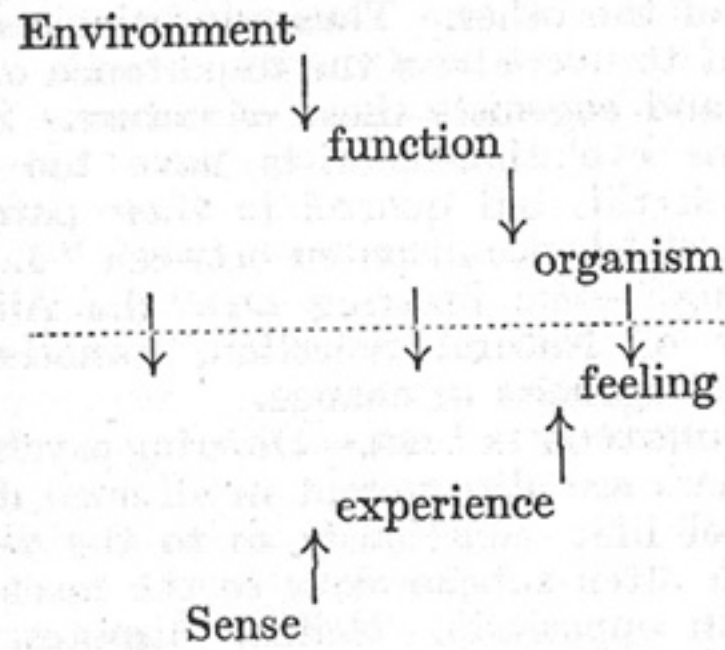 Environment
function
organism
feeling
experience
Sense